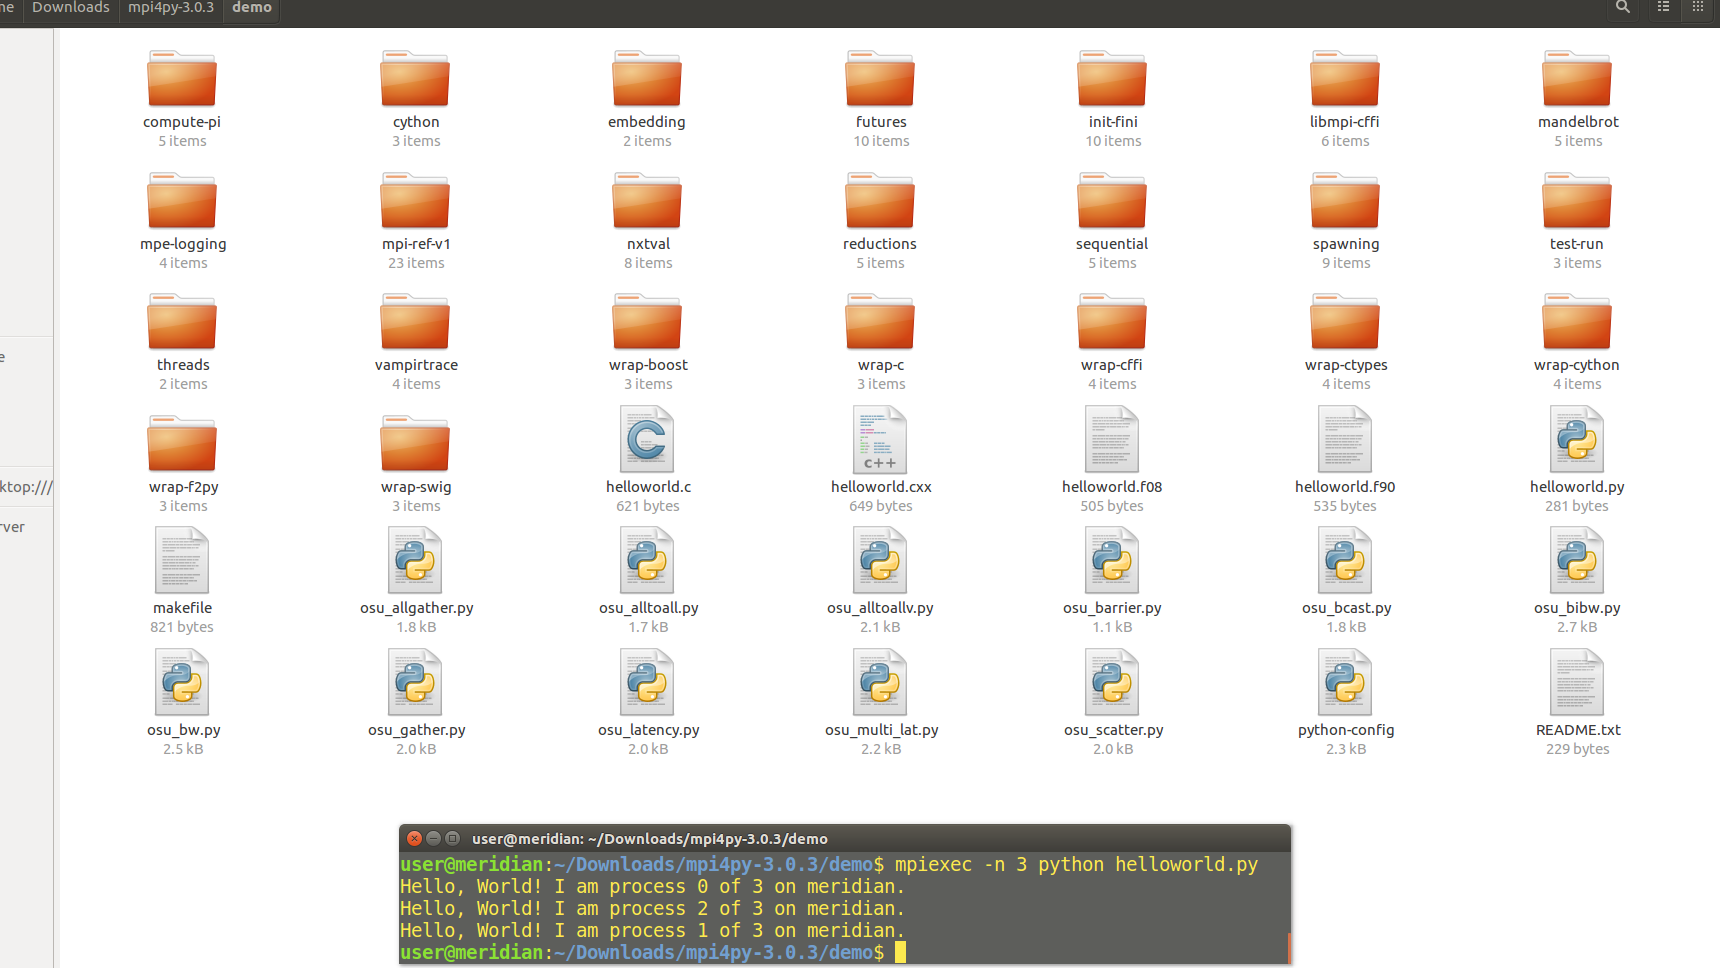 ne Downloads mpi4py-3.0.3 demo
compute-pi cython embedding futures init-fini libmpi-cffi mandelbrot
5 items 3 items 2 items 10 items 10 items 6 items 5 items
mpe-logging mpi-ref-v1 nxtval reductions sequential spawning test-run
4 items 23 items 8 items 5 items 5 items 9 items 3 items
e
threads vampirtrace wrap-boost wrap-c wrap-cffi wrap-ctypes wrap-cython
2 items 4 items 3 items 3 items 4 items 4 items 4 items
C++
ktop:/// wrap-f2py wrap-swig helloworld.c helloworld.cxx helloworld.f08 helloworld.f90 helloworld.py
3 items 3 items 621 bytes 649 bytes 505 bytes 535 bytes 281 bytes
rver
makefile osu_allgather.py osu_alltoall.py osu_alltoallv.py osu_barrier.py osu_bcast.py osu_bibw.py
821 bytes 1.8 kB 1.7 kB 2.1 kB 1.1 kB 1.8 kB 2.7 kB
osu_bw.py osu_gather.py osu_latency.py osu_multi_lat.py osu_scatter.py python-config README.txt
2.5 kB 2.0 kB 2.0 kB 2.2 kB 2.0 kB 2.3 kB 229 bytes
user@meridian: ~/Downloads/mpi4py-3.0.3/demo
user@meridian:~/Downloads/mpi4py-3.0.3/demo$ mpiexec -n 3 python helloworld.py
Hello, World! I am process 0 of 3 on meridian.
Hello, World! I am process 2 of 3 on meridian.
Hello, World! I am process 1 of 3 on meridian.
user@meridian:~/Downloads/mpi4py-3.0.3/demo$